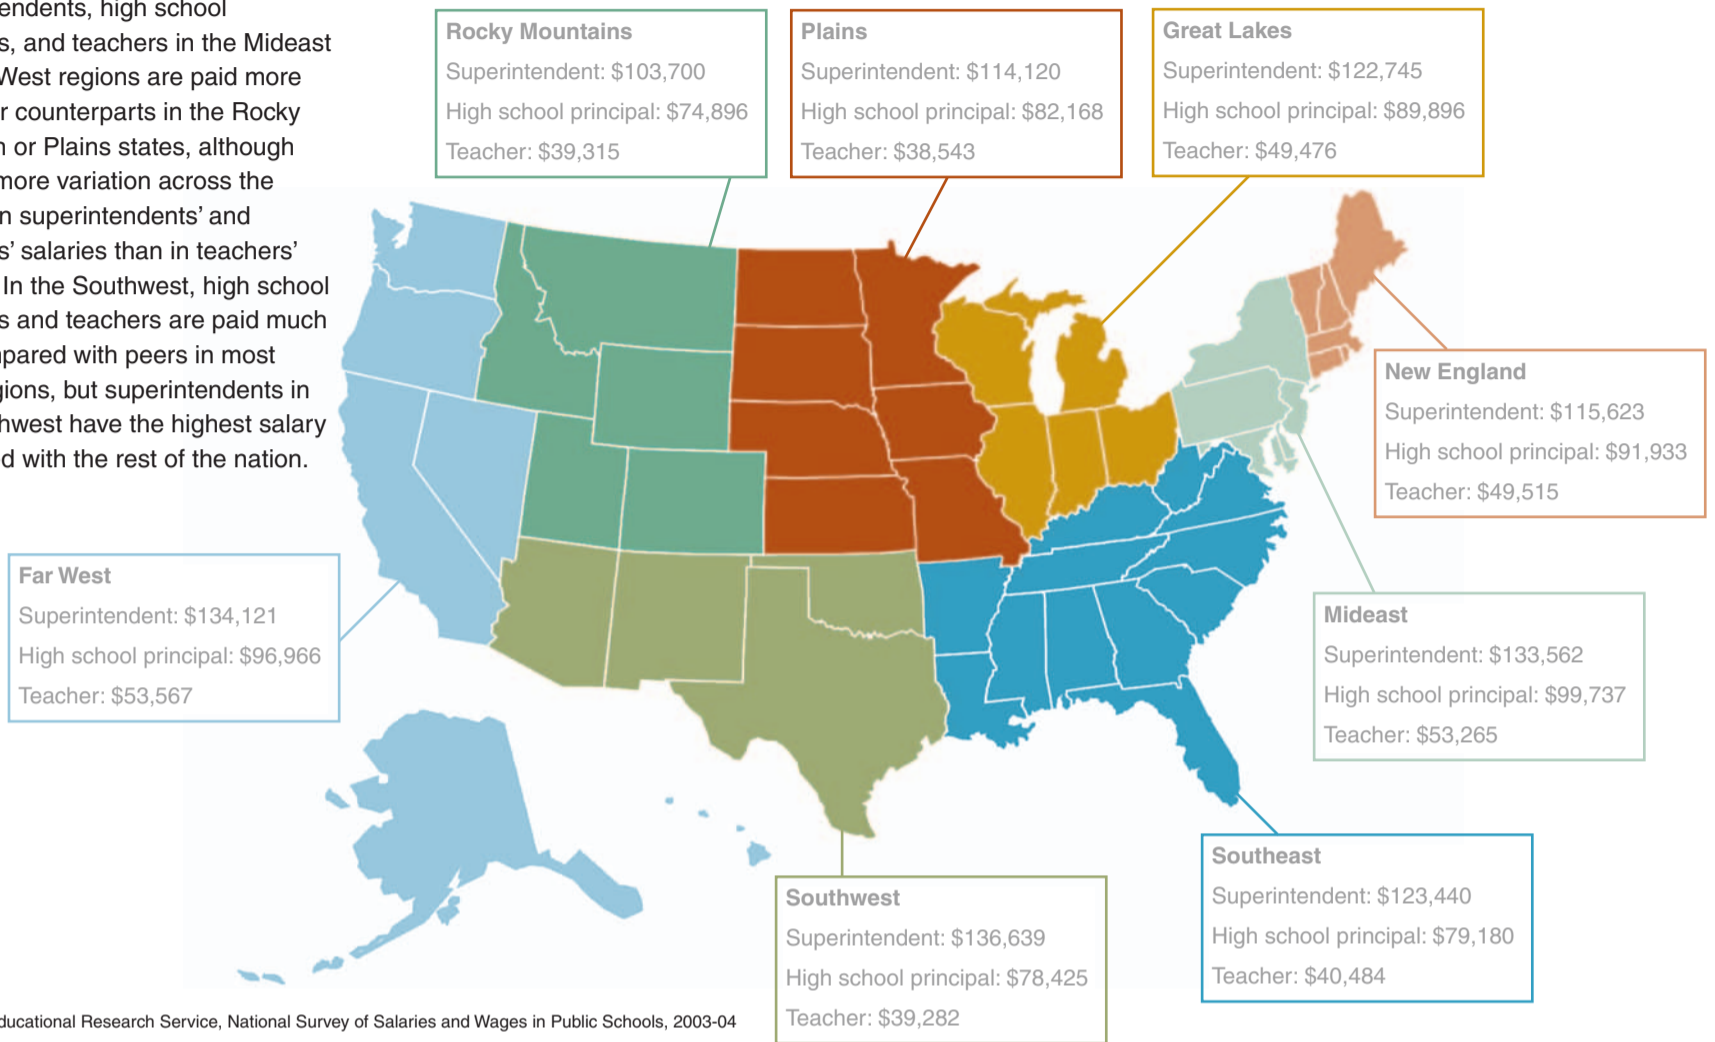 endents, high school
s, and teachers in the Mideast
West regions are paid more
r counterparts in the Rocky
n or Plains states, although
more variation across the
n superintendents’ and
s’ salaries than in teachers’
In the Southwest, high school
s and teachers are paid much
pared with peers in most
gions, but superintendents in
hwest have the highest salary
d with the rest of the nation.
Rocky Mountains
Superintendent: $103,700
High school principal: $74,896
Teacher: $39,315
Plains
Superintendent: $114,120
High school principal: $82,168
Teacher: $38,543
Great Lakes
Superintendent: $122,745
High school principal: $89,896
Teacher: $49,476
New England
Superintendent: $115,623
High school principal: $91,933
Teacher: $49,515
Far West
Superintendent: $134,121
High school principal: $96,966
Teacher: $53,567
Mideast
Superintendent: $133,562
High school principal: $99,737
Teacher: $53,265
Southeast
Superintendent: $123,440
High school principal: $79,180
Teacher: $40,484
Southwest
Superintendent: $136,639
High school principal: $78,425
Teacher: $39,282
ducational Research Service, National Survey of Salaries and Wages in Public Schools, 2003-04